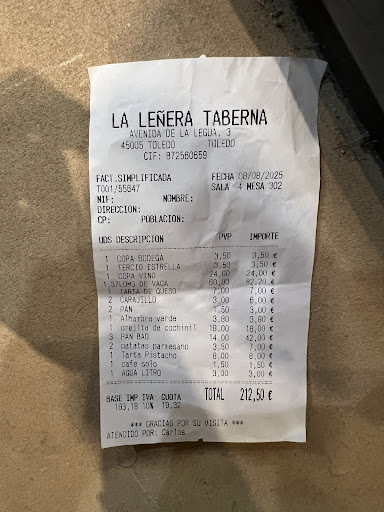 LA LEÑERA TABERNA
AVENIDA DE LA LEGUA, 3
45005 TOLEDO TOLEDO
CIF: B72560659
FACT.SIMPLIFICADA FECHA 08/08/2025
T001/55647 SALA 4 MESA 302
NIF: NOMBRE:
DIRECCION:
CP: POBLACION:
UDS DESCRIPCION PVP IMPORTE
1 COPA BODEGA 3,50 3,50 €
1 TERCIO ESTRELLA 3,50 3,50 €
1 COPA VINO 24,00 24,00 €
1,37LOMO DE VACA 60,00 82,20 €
1 TARTA DE QUESO 7,00 7,00 €
2 CARAJILLO 3,00 6,00 €
2 PAN 1,50 3,00 €
1 Alhambra verde 3,80 3,80 €
1 orejita de cochinil 18,00 18,00 €
3 PAN BAO 14,00 42,00 €
2 patatas parmesano 3,50 7,00 €
1 Tarta Pistacho 8,00 8,00 €
1 cafe solo 1,50 1,50 €
1 AGUA LITRO 3,00 3,00 €
BASE IMP IVA CUOTA TOTAL 212,50 €
193,18 10% 19,32
*** GRACIAS POR SU VISITA ***
ATENDIDO POR: Carlos